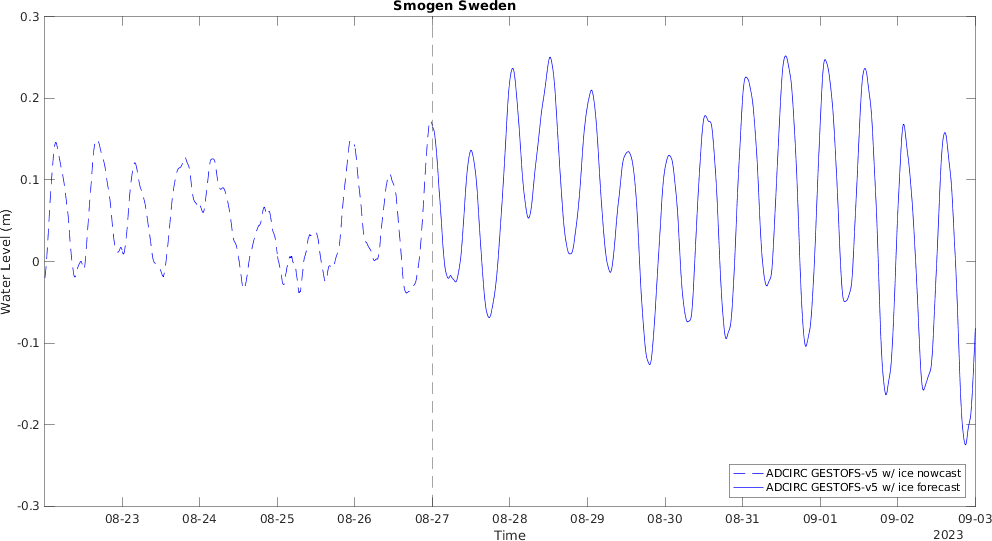 Smogen Sweden
0.3
0.2
0.1
0
-0.1
-0.2
-0.3
Water Level (m)
ADCIRC GESTOFS-v5 w/ ice nowcast
ADCIRC GESTOFS-v5 w/ ice forecast
08-23 08-24 08-25 08-26 08-27 08-28 08-29 08-30 08-31 09-01 09-02 09-03
Time
2023